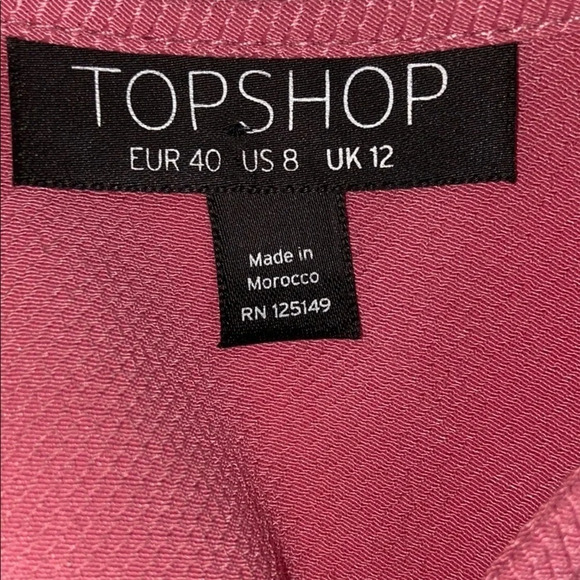 TOPSHOP
EUR 40 US 8 UK 12
Made in
Morocco
RN 125149